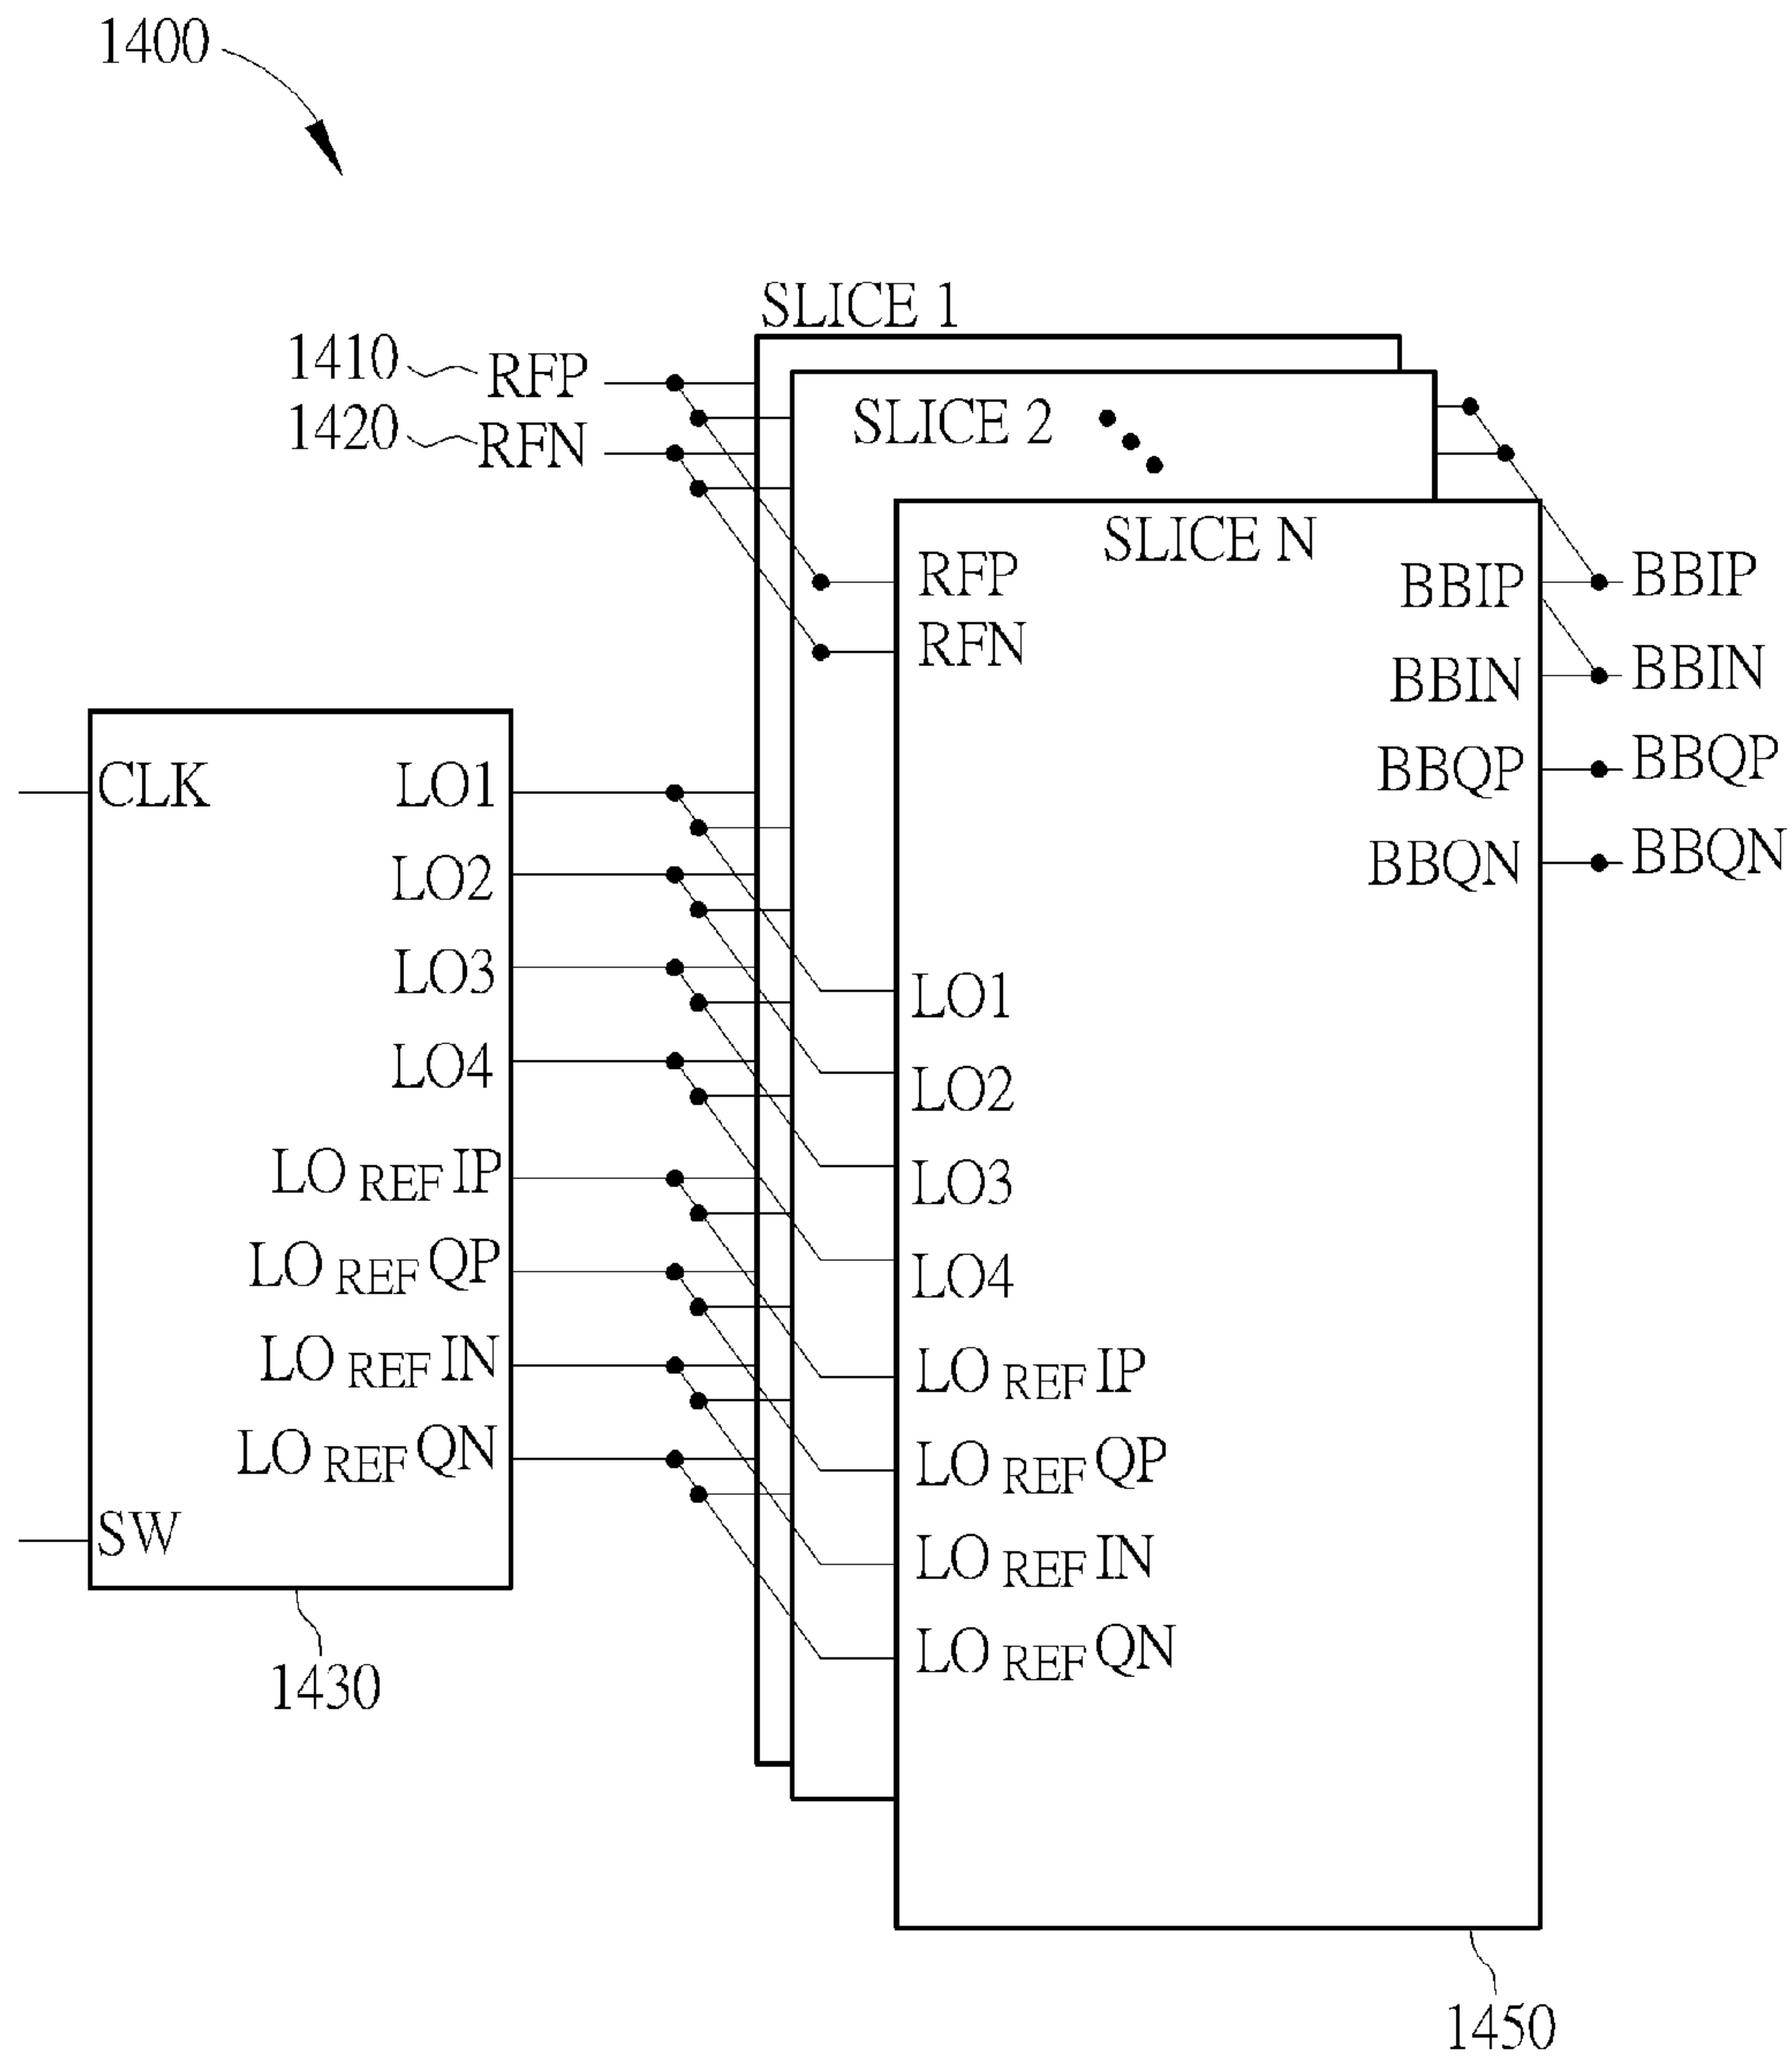 1400
SLICE 1
1410 RFP
1420 RFN
SLICE 2
SLICE N
RFP
RFN
BBIP BBIP
BBIN BBIN
BBQP BBQP
BBQN BBQN
CLK LO1
LO2
LO3
LO4
LO REF IP
LO REF QP
LO REF IN
LO REF QN
SW
1430
LO1
LO2
LO3
LO4
LO REF IP
LO REF QP
LO REF IN
LO REF QN
1450